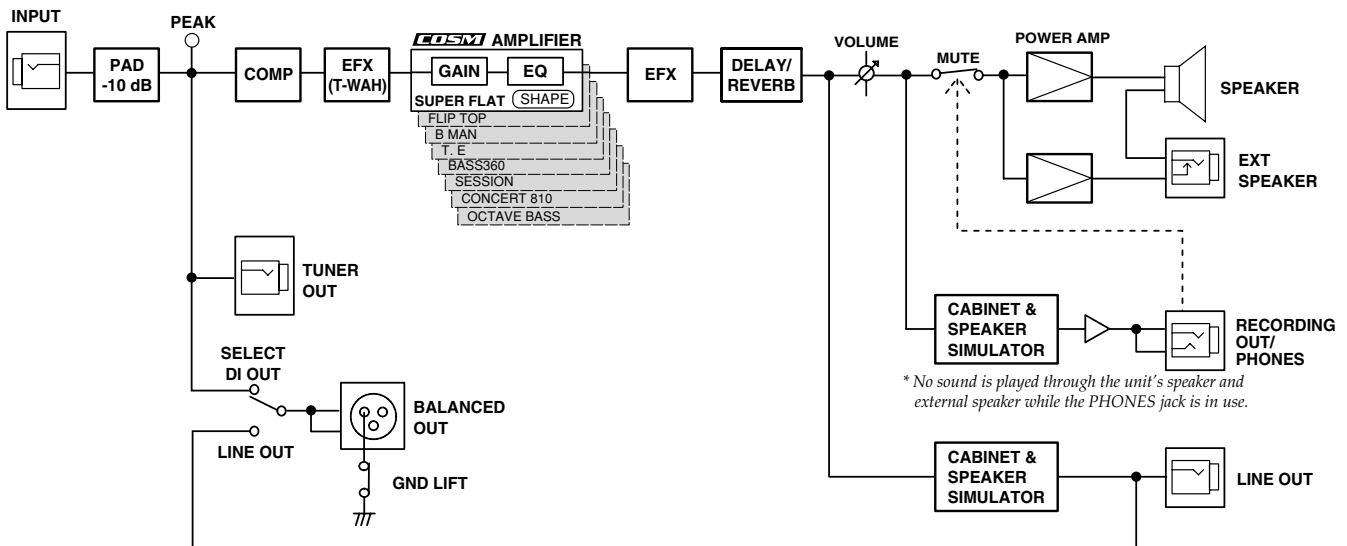 INPUT
PAD
-10 dB
PEAK
COMP
EFX
(T-WAH)
COSM AMPLIFIER
GAIN
EQ
SUPER FLAT
SHAPE
FLIP TOP
B MAN
T. E
BASS360
SESSION
CONCERT 810
OCTAVE BASS
EFX
DELAY/
REVERB
VOLUME
MUTE
POWER AMP
SPEAKER
EXT
SPEAKER
TUNER
OUT
CABINET &
SPEAKER
SIMULATOR
RECORDING
OUT/
PHONES
* No sound is played through the unit's speaker and
external speaker while the PHONES jack is in use.
SELECT
DI OUT
LINE OUT
BALANCED
OUT
GND LIFT
CABINET &
SPEAKER
SIMULATOR
LINE OUT